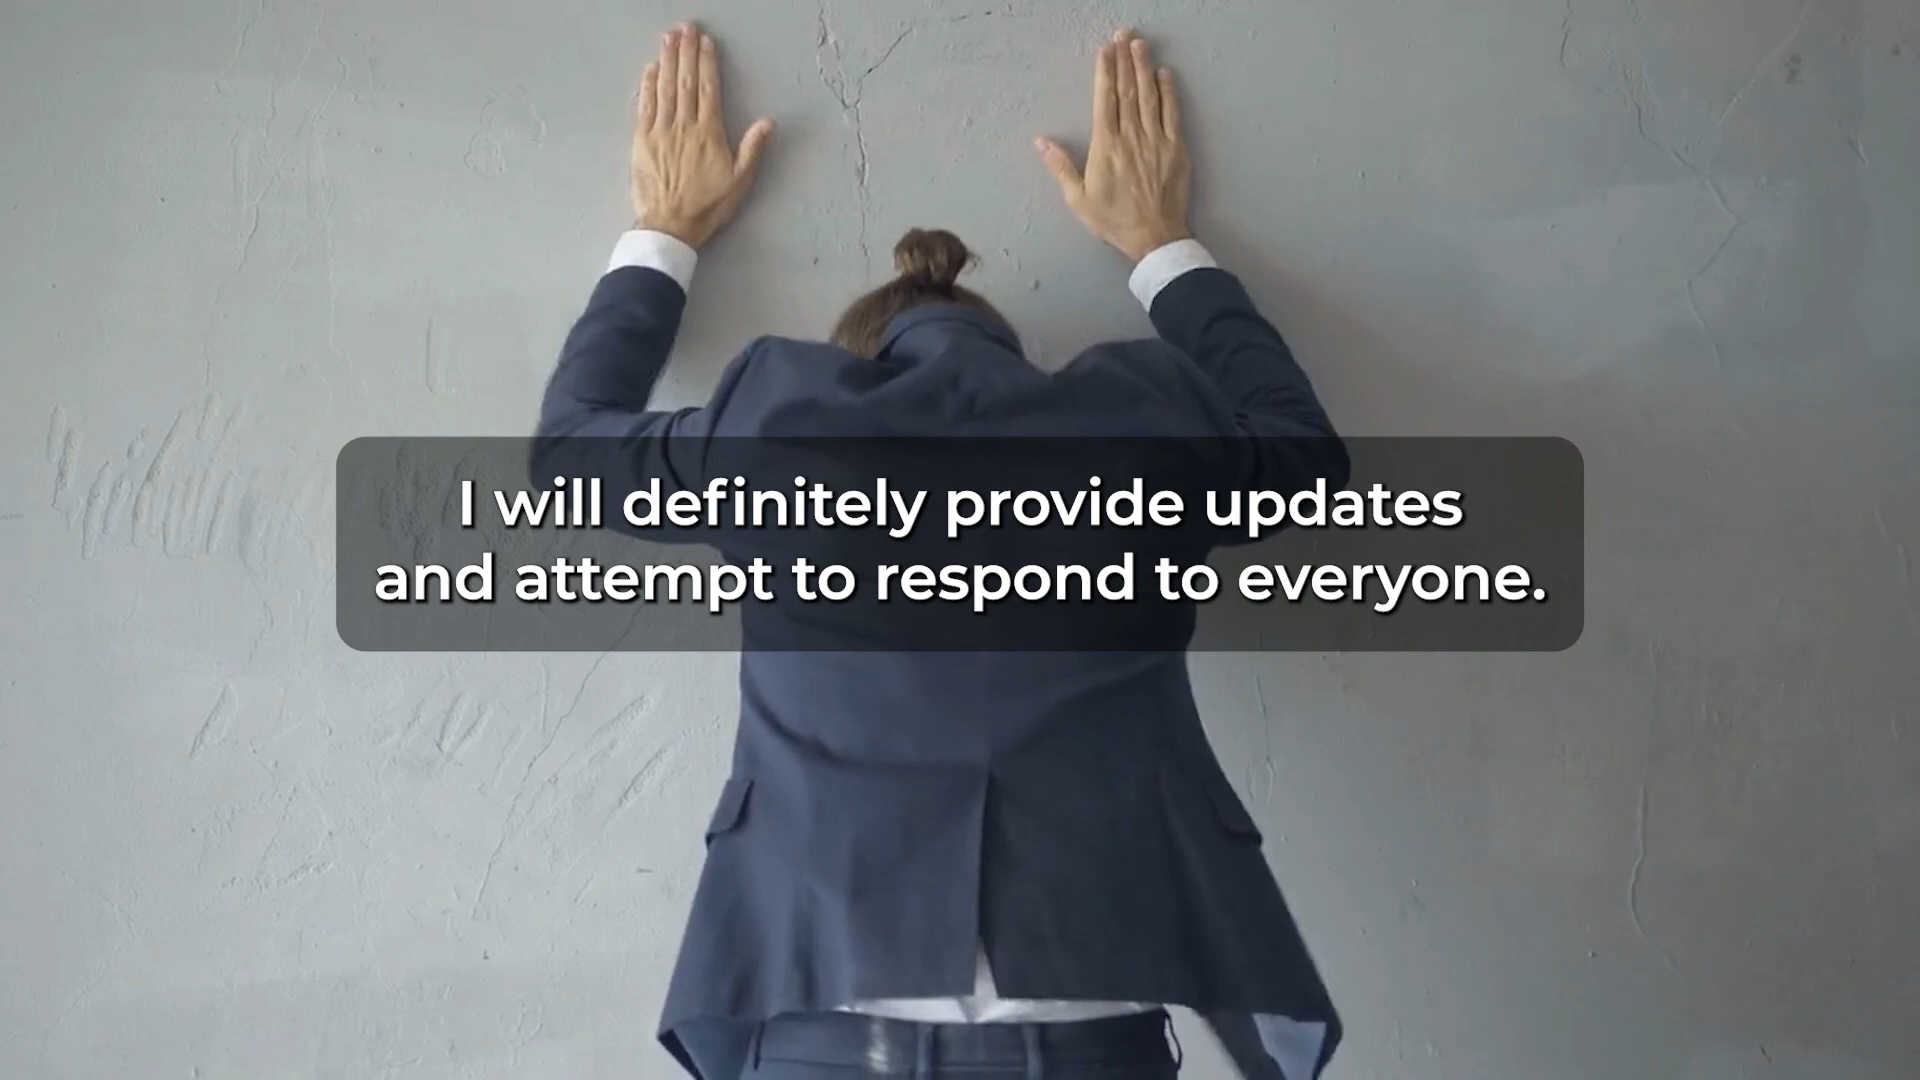 I will definitely provide updates
and attempt to respond to everyone.